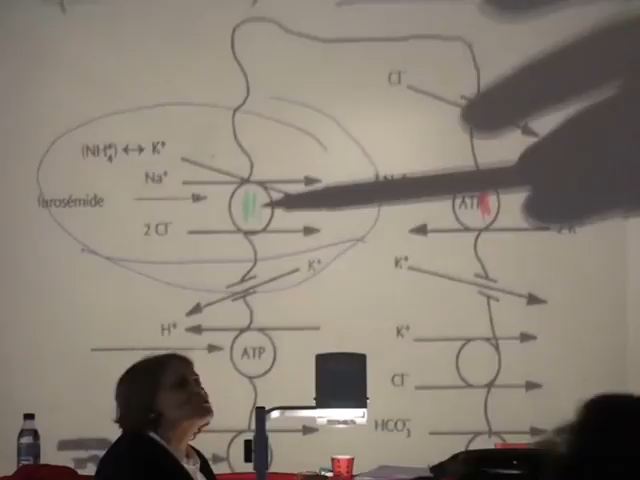 Cl⁻
(NH₄⁺) ↔ K⁺
Na⁺
furosémide
ATP
2 Cl⁻
K⁺
K⁺
H⁺
K⁺
ATP
Cl⁻
HCO₃⁻